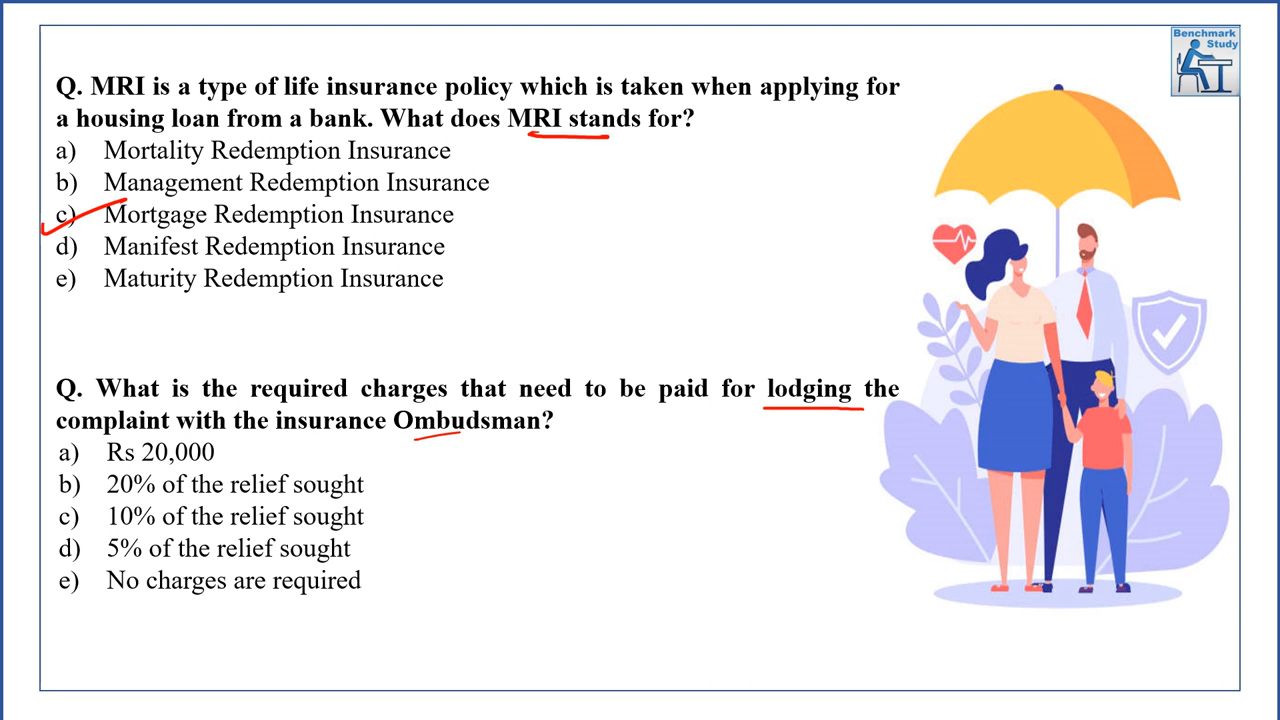 Benchmark
Study
Q. MRI is a type of life insurance policy which is taken when applying for
a housing loan from a bank. What does MRI stands for?
a) Mortality Redemption Insurance
b) Management Redemption Insurance
c) Mortgage Redemption Insurance
d) Manifest Redemption Insurance
e) Maturity Redemption Insurance
Q. What is the required charges that need to be paid for lodging the
complaint with the insurance Ombudsman?
a) Rs 20,000
b) 20% of the relief sought
c) 10% of the relief sought
d) 5% of the relief sought
e) No charges are required